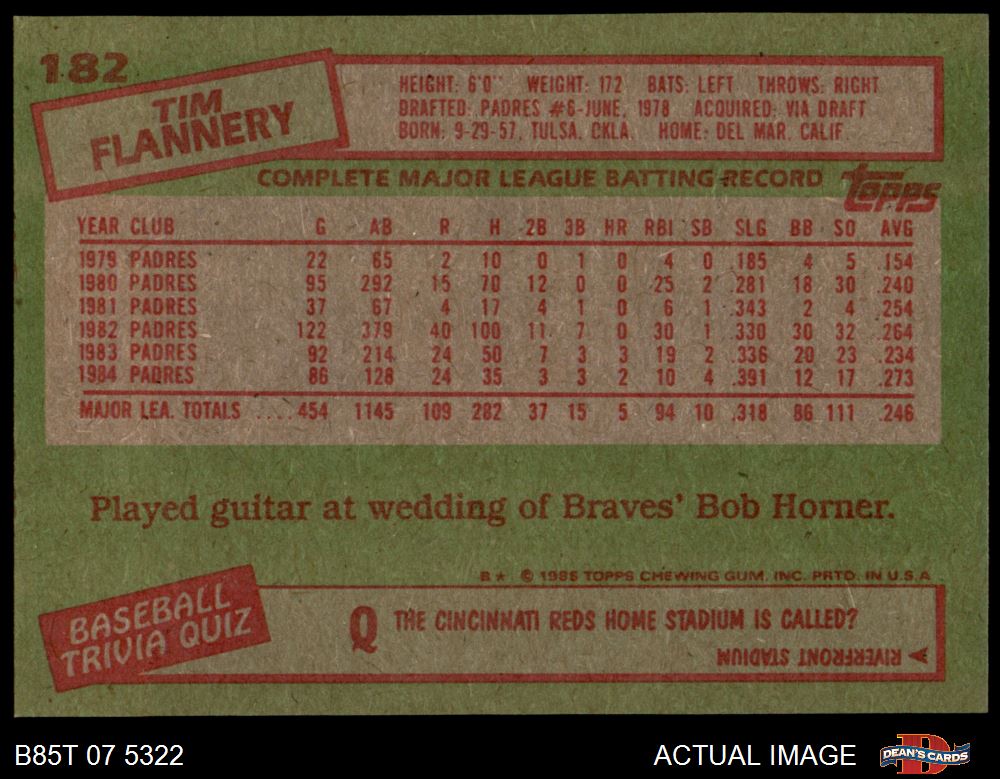 182
TIM
FLANNERY
HEIGHT: 6'0" WEIGHT: 172 BATS: LEFT THROWS: RIGHT
DRAFTED: PADRES #6-JUNE, 1978 ACQUIRED: VIA DRAFT
BORN: 9-29-57, TULSA, OKLA. HOME: DEL MAR, CALIF.
COMPLETE MAJOR LEAGUE BATTING RECORD
topps
YEAR CLUB G AB R H 2B 3B HR RBI SB SLG BB SO AVG
1979 PADRES 22 65 2 10 0 1 0 4 0 .185 4 5 .154
1980 PADRES 95 292 15 70 12 0 0 25 2 .281 18 30 .240
1981 PADRES 37 67 4 17 4 1 0 6 1 .343 2 4 .254
1982 PADRES 122 379 40 100 11 7 0 30 1 .330 30 32 .264
1983 PADRES 92 214 24 50 7 3 3 19 2 .336 20 23 .234
1984 PADRES 86 128 24 35 3 3 2 10 4 .391 12 17 .273
MAJOR LEA. TOTALS .... 454 1145 109 282 37 15 5 94 10 .318 86 111 .246
Played guitar at wedding of Braves' Bob Horner.
B★ © 1985 TOPPS CHEWING GUM, INC. PRTD. IN U.S.A.
BASEBALL
TRIVIA QUIZ
Q THE CINCINNATI REDS HOME STADIUM IS CALLED?
A RIVERFRONT STADIUM
B85T 07 5322
ACTUAL IMAGE
D
DEAN'S CARDS